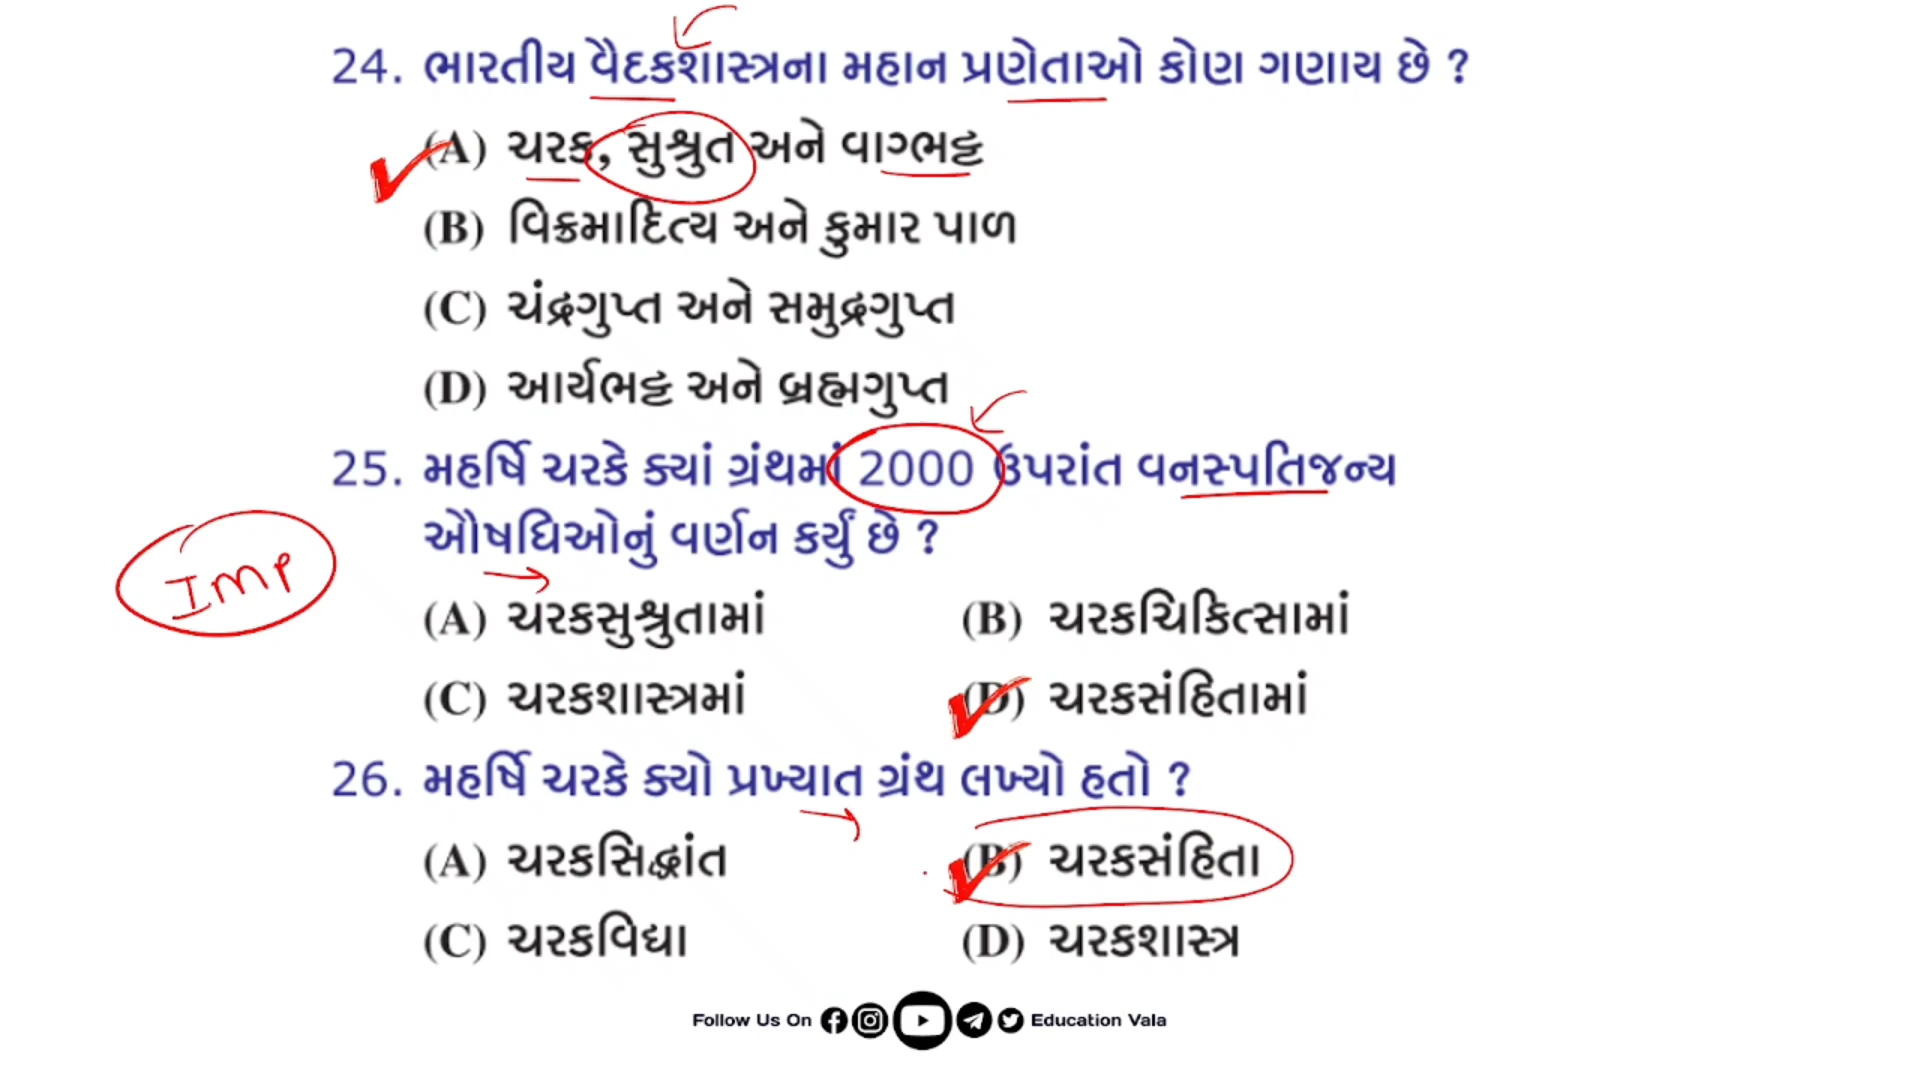 24. ભારતીય વૈદકશાસ્ત્રના મહાન પ્રણેતાઓ કોણ ગણાય છે ?
(A) ચરક, સુશ્રુત અને વાગ્ભટ્ટ
(B) વિક્રમાદિત્ય અને કુમાર પાળ
(C) ચંદ્રગુપ્ત અને સમુદ્રગુપ્ત
(D) આર્યભટ્ટ અને બ્રહ્મગુપ્ત
25. મહર્ષિ ચરકે ક્યાં ગ્રંથમાં 2000 ઉપરાંત વનસ્પતિજન્ય
ઔષધિઓનું વર્ણન કર્યું છે ?
IMP
(A) ચરકસુશ્રુતામાં (B) ચરકચિકિત્સામાં
(C) ચરકશાસ્ત્રમાં (D) ચરકસંહિતામાં
26. મહર્ષિ ચરકે ક્યો પ્રખ્યાત ગ્રંથ લખ્યો હતો ?
(A) ચરકસિદ્ધાંત (B) ચરકસંહિતા
(C) ચરકવિદ્યા (D) ચરકશાસ્ત્ર
Follow Us On Education Vala